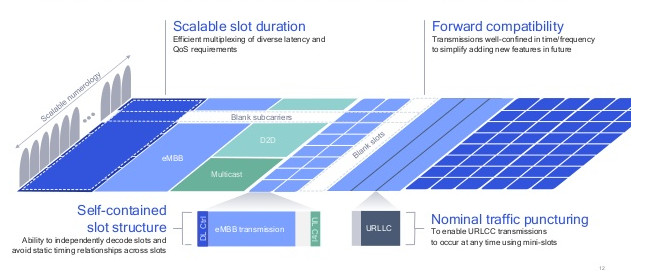 Scalable slot duration
Efficient multiplexing of diverse latency and
QoS requirements
Forward compatibility
Transmissions well-confined in time/frequency
to simplify adding new features in future
Scalable numerology
Blank subcarriers
eMBB
D2D
Multicast
Blank slots
Self-contained
slot structure
Ability to independently decode slots and
avoid static timing relationships across slots
DL Ctrl
eMBB transmission
UL Ctrl
URLLC
Nominal traffic puncturing
To enable URLCC transmissions
to occur at any time using mini-slots
12